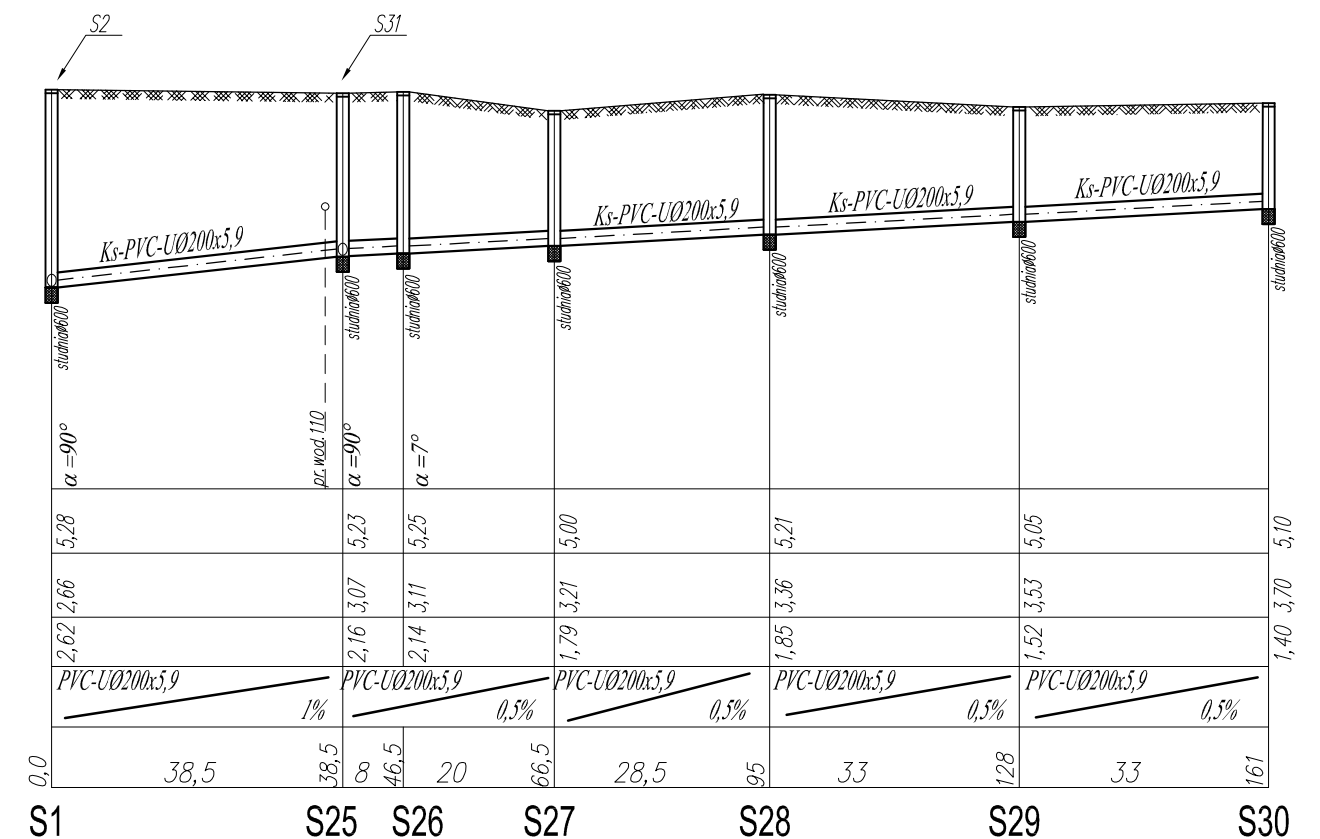 S2
S31
Ks-PVC-UØ200x5,9
Ks-PVC-UØ200x5,9
Ks-PVC-UØ200x5,9
Ks-PVC-UØ200x5,9
studniaø600
studniaø600
studniaø600
studniaø600
studniaø600
studniaø600
studniaø600
α =90°
pr.wod.110
α =90°
α =7°
5,28 5,23 5,25 5,00 5,21 5,05 5,10
2,66 3,07 3,11 3,21 3,36 3,53 3,70
2,62 2,16 2,14 1,79 1,85 1,52 1,40
PVC-UØ200x5,9 PVC-UØ200x5,9 PVC-UØ200x5,9 PVC-UØ200x5,9 PVC-UØ200x5,9
1% 0,5% 0,5% 0,5% 0,5%
0,0 38,5 38,5 8 46,5 20 66,5 28,5 95 33 128 33 161
S1 S25 S26 S27 S28 S29 S30